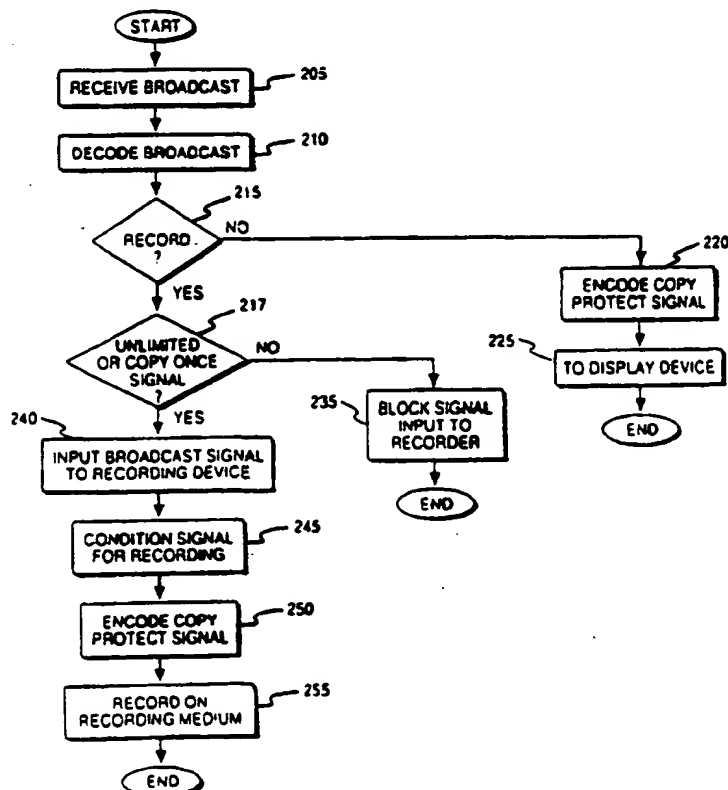 START
RECEIVE BROADCAST
205
DECODE BROADCAST
210
215
RECORD
?
NO
YES
220
ENCODE COPY
PROTECT SIGNAL
225
TO DISPLAY DEVICE
END
217
UNLIMITED
OR COPY ONCE
SIGNAL
?
NO
YES
235
BLOCK SIGNAL
INPUT TO
RECORDER
END
240
INPUT BROADCAST SIGNAL
TO RECORDING DEVICE
CONDITION SIGNAL
FOR RECORDING
245
ENCODE COPY
PROTECT SIGNAL
250
RECORD ON
RECORDING MEDIUM
255
END